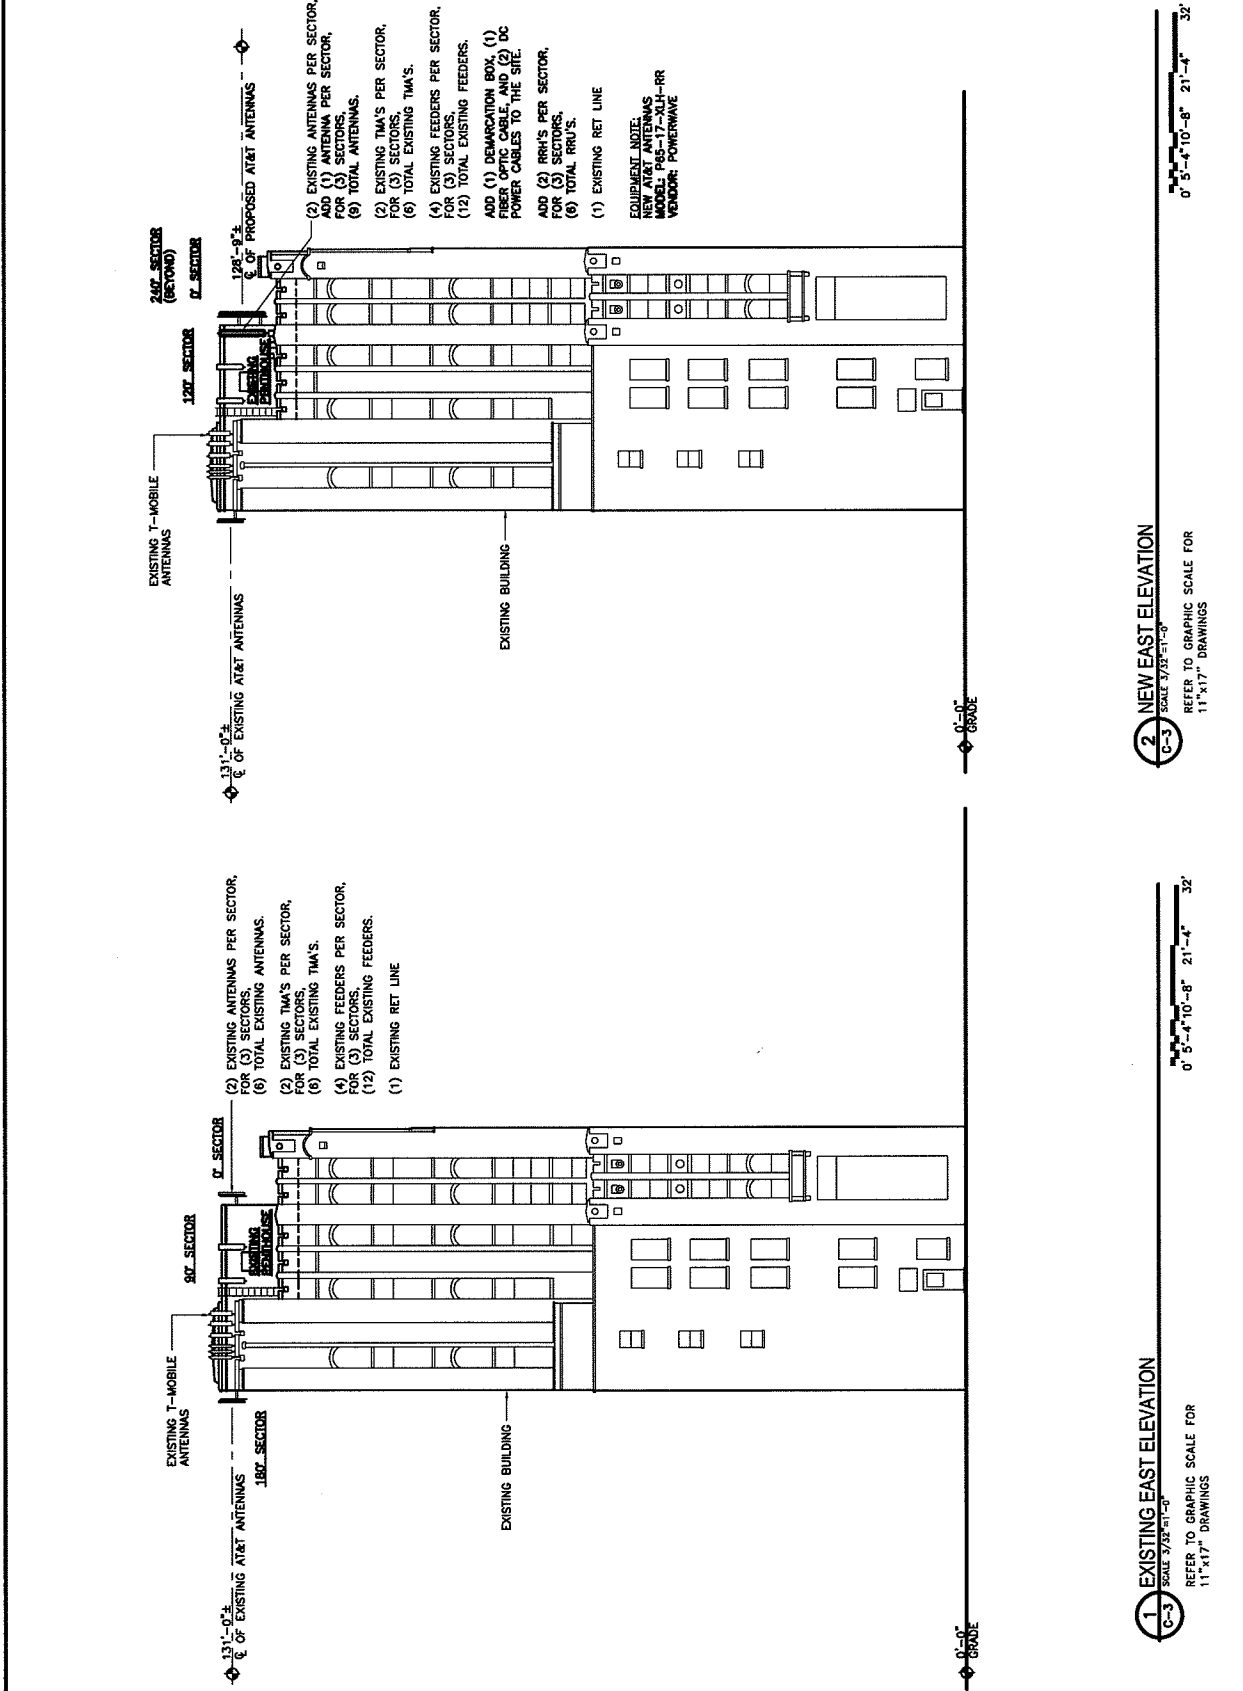 131'-0"±
℄ OF EXISTING AT&T ANTENNAS
EXISTING T-MOBILE
ANTENNAS
180° SECTOR
90° SECTOR
0° SECTOR
EXISTING
PENTHOUSE
(2) EXISTING ANTENNAS PER SECTOR,
FOR (3) SECTORS,
(6) TOTAL EXISTING ANTENNAS.
(2) EXISTING TMA'S PER SECTOR,
FOR (3) SECTORS,
(6) TOTAL EXISTING TMA'S.
(4) EXISTING FEEDERS PER SECTOR,
FOR (3) SECTORS,
(12) TOTAL EXISTING FEEDERS.
(1) EXISTING RET LINE
EXISTING BUILDING
0'-0"
GRADE
1
C-3
EXISTING EAST ELEVATION
SCALE 3/32"=1'-0"
REFER TO GRAPHIC SCALE FOR
11"x17" DRAWINGS
0' 5'-4" 10'-8" 21'-4" 32'
131'-0"±
℄ OF EXISTING AT&T ANTENNAS
EXISTING T-MOBILE
ANTENNAS
120° SECTOR
240° SECTOR
(BEYOND)
0° SECTOR
128'-9"±
℄ OF PROPOSED AT&T ANTENNAS
EXISTING
PENTHOUSE
(2) EXISTING ANTENNAS PER SECTOR,
ADD (1) ANTENNA PER SECTOR,
FOR (3) SECTORS,
(9) TOTAL ANTENNAS.
(2) EXISTING TMA'S PER SECTOR,
FOR (3) SECTORS,
(6) TOTAL EXISTING TMA'S.
(4) EXISTING FEEDERS PER SECTOR,
FOR (3) SECTORS,
(12) TOTAL EXISTING FEEDERS.
ADD (1) DEMARCATION BOX, (1)
FIBER OPTIC CABLE, AND (2) DC
POWER CABLES TO THE SITE.
ADD (2) RRH'S PER SECTOR,
FOR (3) SECTORS,
(6) TOTAL RRU'S.
(1) EXISTING RET LINE
EQUIPMENT NOTE:
NEW AT&T ANTENNAS
MODEL: P65-17-XLH-RR
VENDOR: POWERWAVE
EXISTING BUILDING
0'-0"
GRADE
2
C-3
NEW EAST ELEVATION
SCALE 3/32"=1'-0"
REFER TO GRAPHIC SCALE FOR
11"x17" DRAWINGS
0' 5'-4" 10'-8" 21'-4" 32'